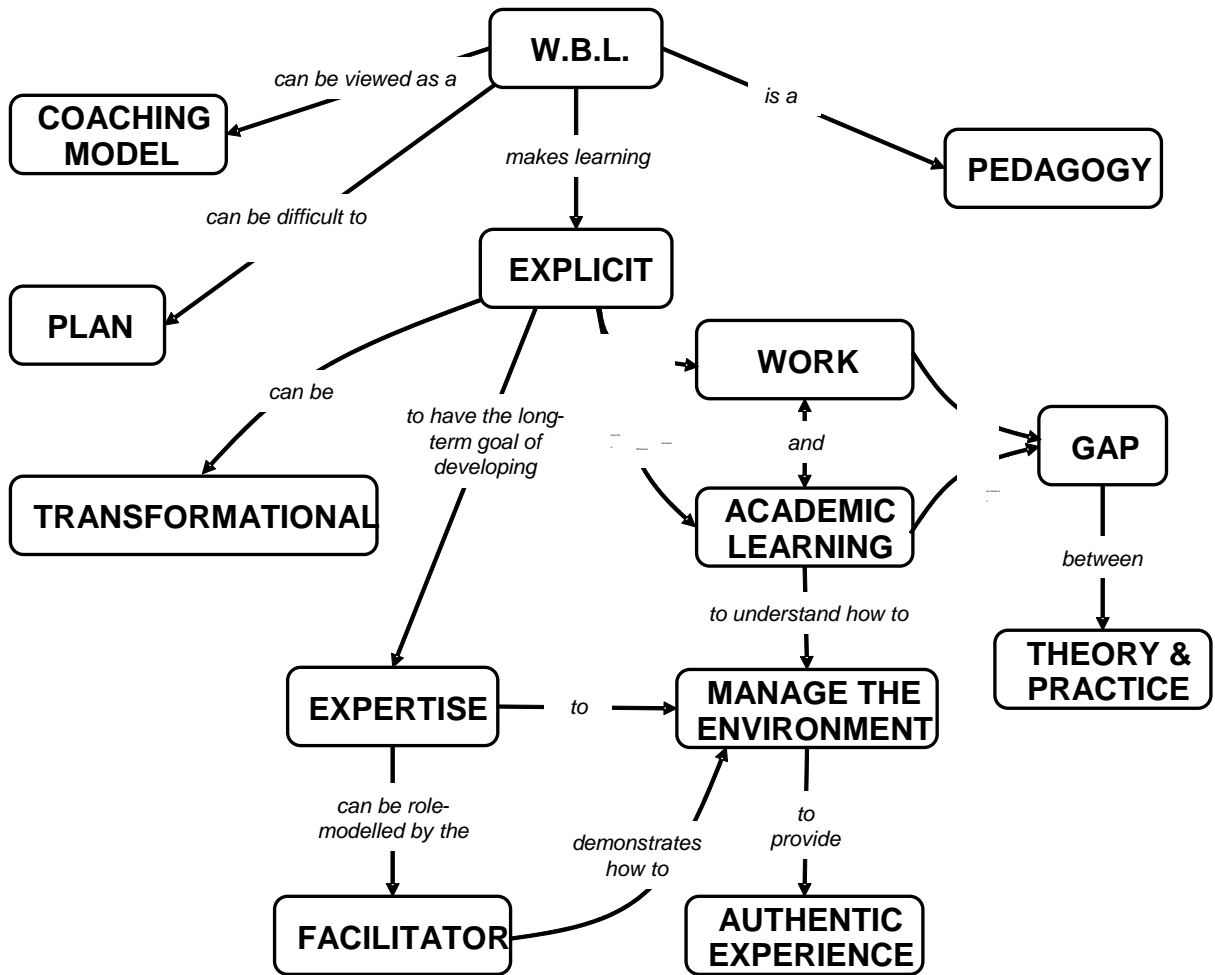 W.B.L.
can be viewed as a
is a
COACHING
MODEL
makes learning
PEDAGOGY
can be difficult to
EXPLICIT
PLAN
WORK
can be
to have the long-
term goal of
developing
and
GAP
TRANSFORMATIONAL
ACADEMIC
LEARNING
between
to understand how to
THEORY &
PRACTICE
EXPERTISE
to
MANAGE THE
ENVIRONMENT
can be role-
modelled by the
demonstrates
how to
to
provide
FACILITATOR
AUTHENTIC
EXPERIENCE